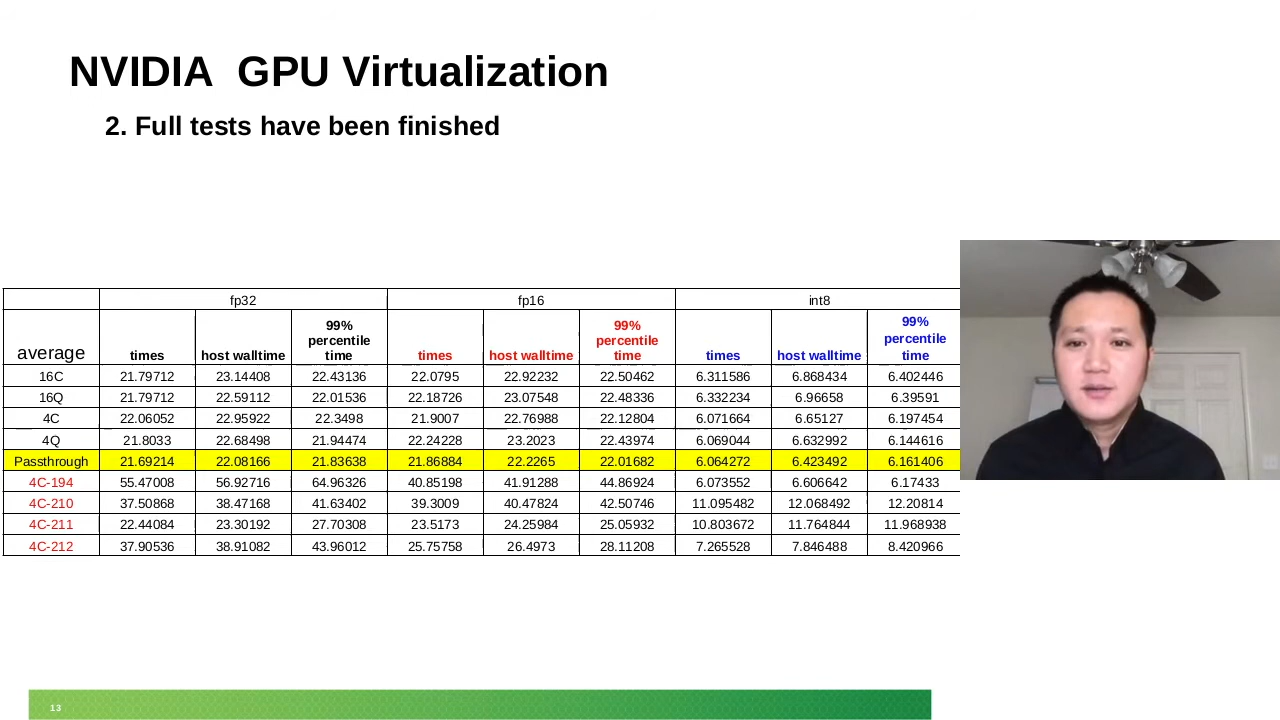 NVIDIA GPU Virtualization
2. Full tests have been finished
fp32 fp16 int8
average times host walltime 99% percentile time times host walltime 99% percentile time times host walltime 99% percentile time
16C 21.79712 23.14408 22.43136 22.0795 22.92232 22.50462 6.311586 6.868434 6.402446
16Q 21.79712 22.59112 22.01536 22.18726 23.07548 22.48336 6.332234 6.96658 6.39591
4C 22.06052 22.95922 22.3498 21.9007 22.76988 22.12804 6.071664 6.65127 6.197454
4Q 21.8033 22.68498 21.94474 22.24228 23.2023 22.43974 6.069044 6.632992 6.144616
Passthrough 21.69214 22.08166 21.83638 21.86884 22.2265 22.01682 6.064272 6.423492 6.161406
4C-194 55.47008 56.92716 64.96326 40.85198 41.91288 44.86924 6.073552 6.606642 6.17433
4C-210 37.50868 38.47168 41.63402 39.3009 40.47824 42.50746 11.095482 12.068492 12.20814
4C-211 22.44084 23.30192 27.70308 23.5173 24.25984 25.05932 10.803672 11.764844 11.968938
4C-212 37.90536 38.91082 43.96012 25.75758 26.4973 28.11208 7.265528 7.846488 8.420966
13